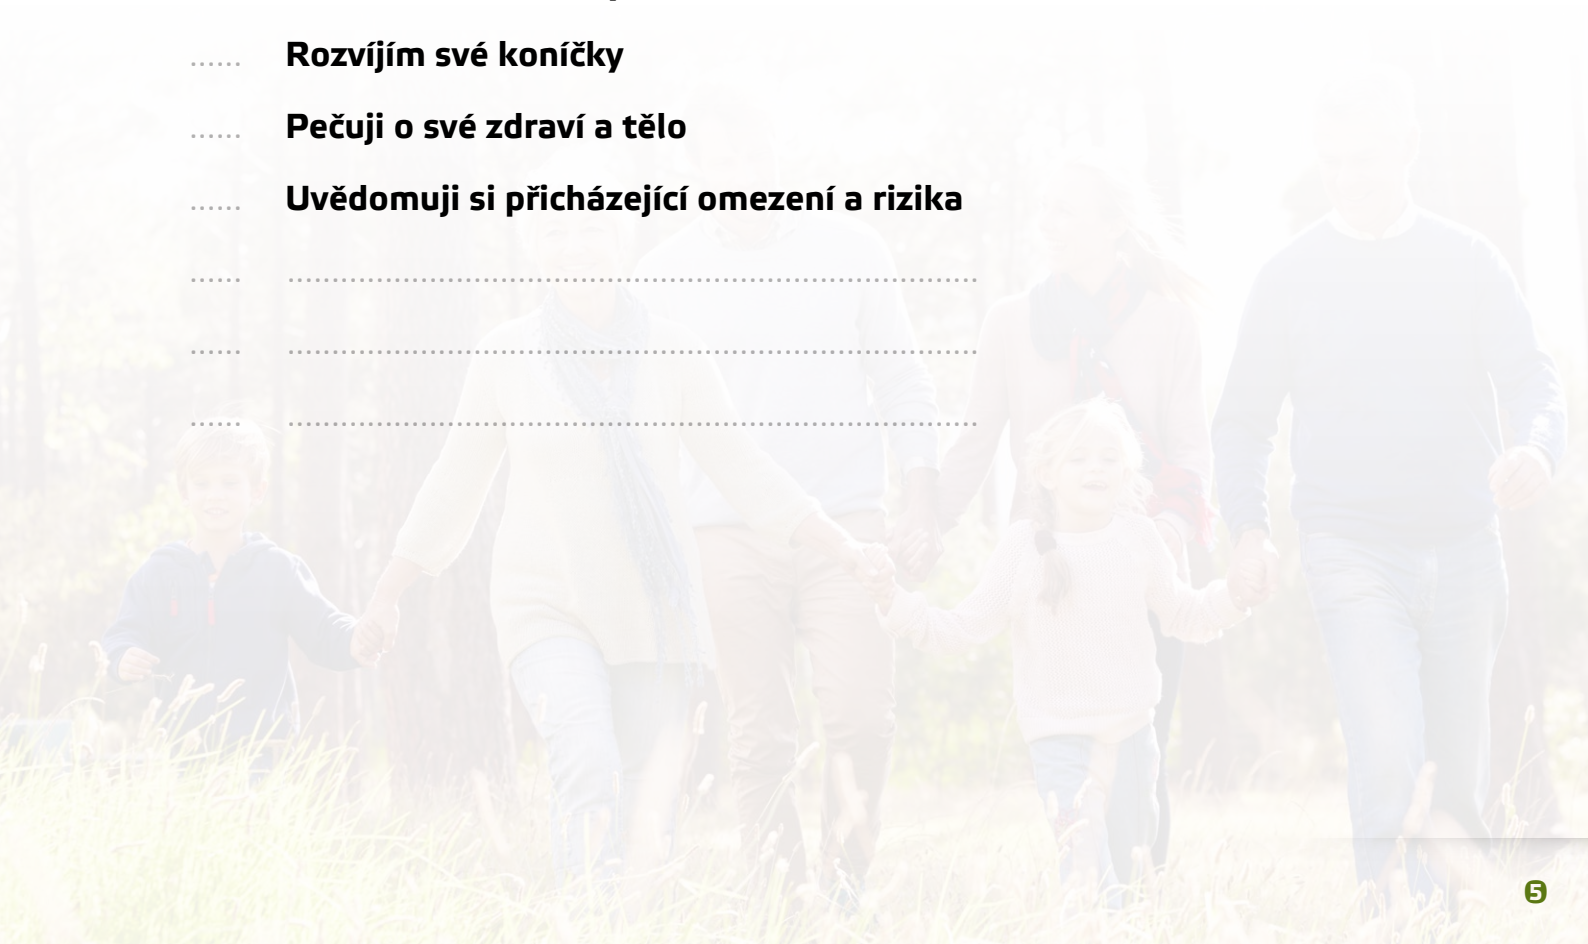 ...... Rozvíjím své koníčky
...... Pečuji o své zdraví a tělo
...... Uvědomuji si přicházející omezení a rizika
...... ..............................................................................
...... ..............................................................................
...... ..............................................................................
5